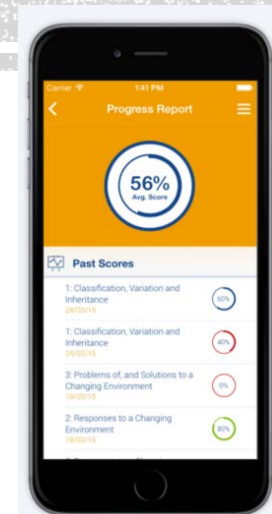 Carrier 1:41 PM
Progress Report
56%
Avg. Score
Past Scores
1: Classification, Variation and
Inheritance
24/03/15
60%
1: Classification, Variation and
Inheritance
24/03/15
40%
3: Problems of, and Solutions to a
Changing Environment
19/03/15
0%
2: Responses to a Changing
Environment
19/03/15
80%